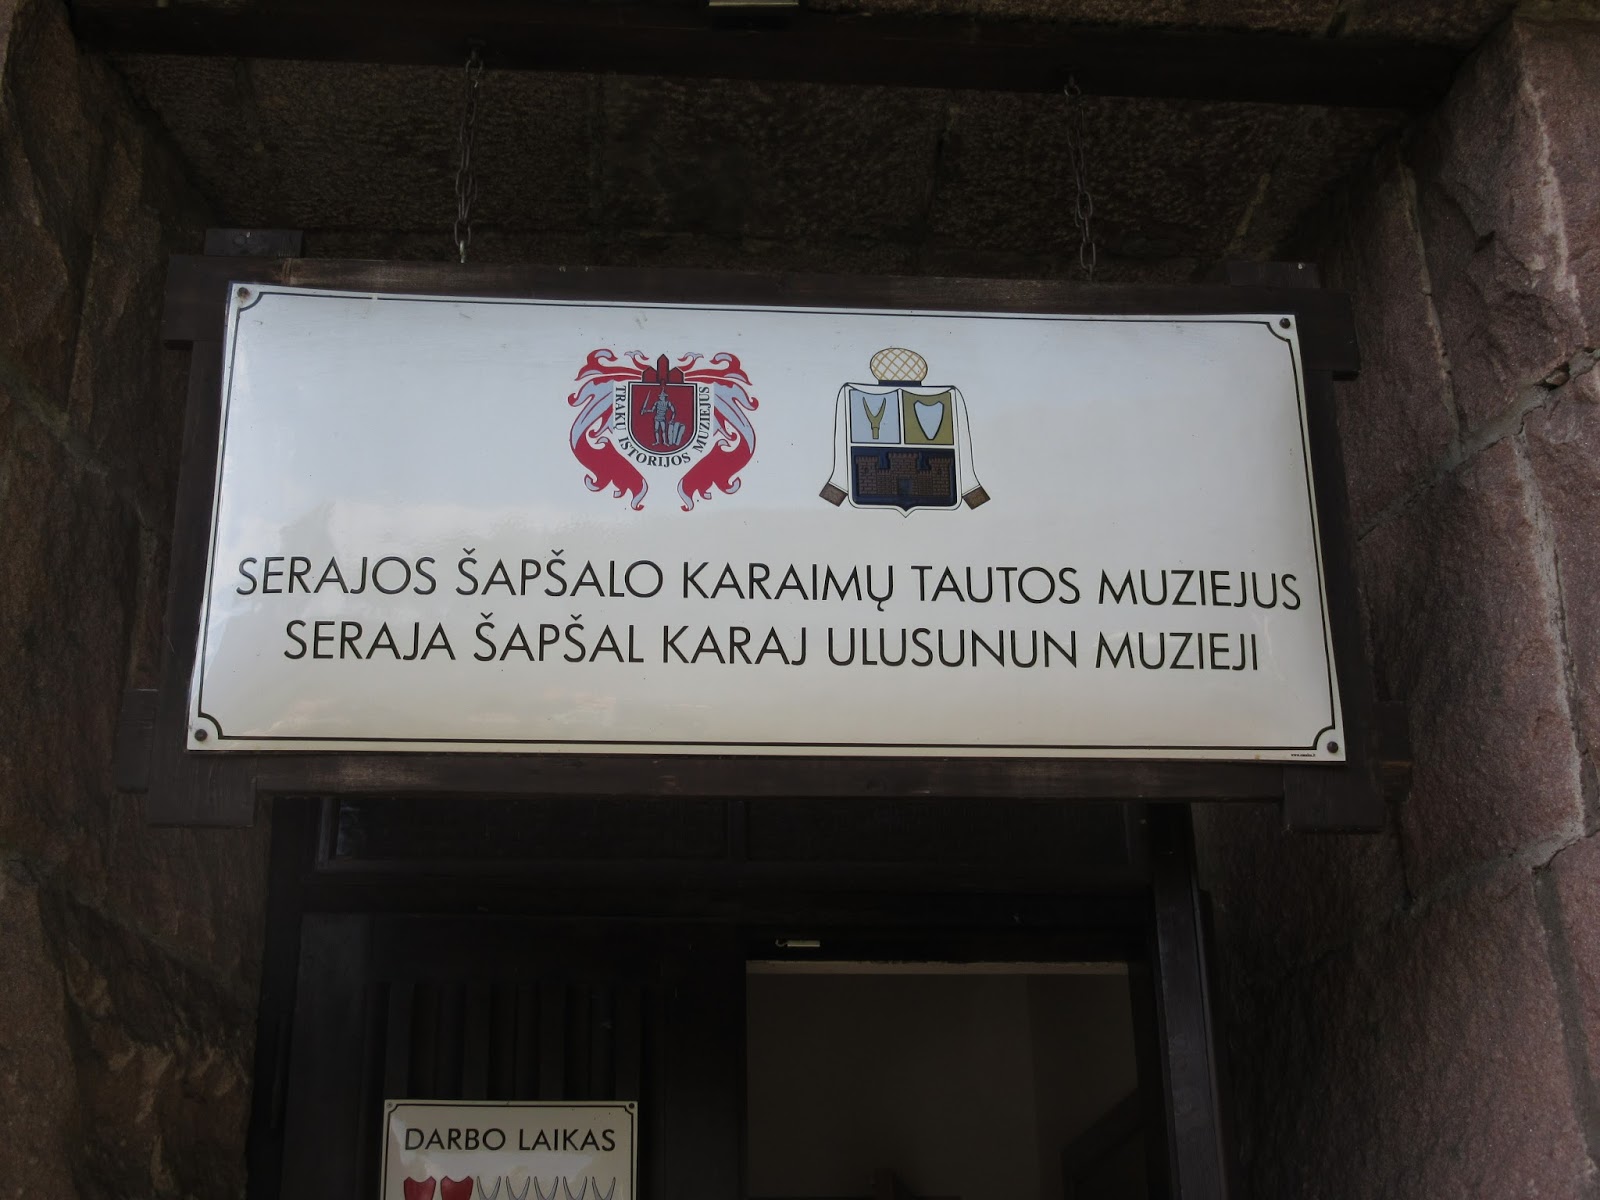 TRAKŲ ISTORIJOS MUZIEJUS
SERAJOS ŠAPŠALO KARAIMŲ TAUTOS MUZIEJUS
SERAJA ŠAPŠAL KARAJ ULUSUNUN MUZIEJI
DARBO LAIKAS